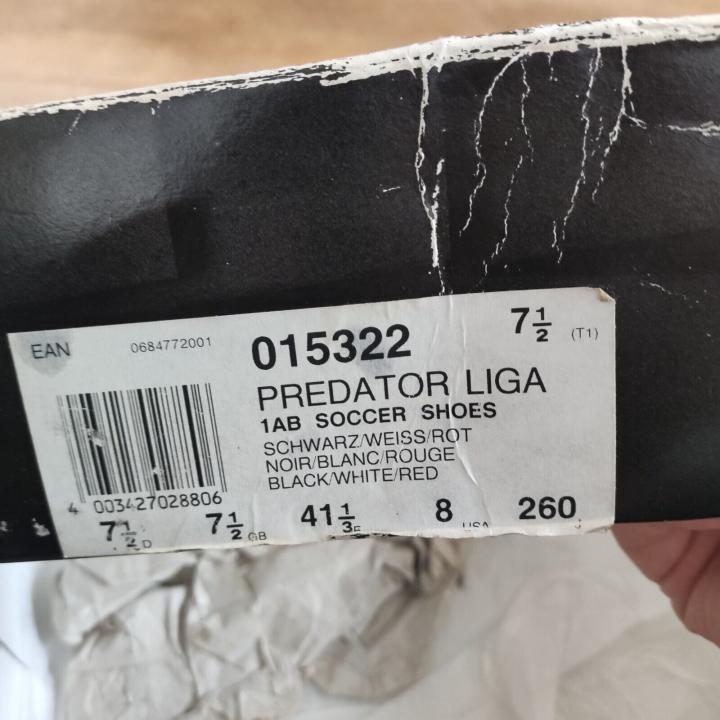 EAN 0684772001
015322
7½ (T1)
PREDATOR LIGA
1AB SOCCER SHOES
SCHWARZ/WEISS/ROT
NOIR/BLANC/ROUGE
BLACK/WHITE/RED
4 003427028806
7½ D 7½ GB 41⅓ F 8 USA 260